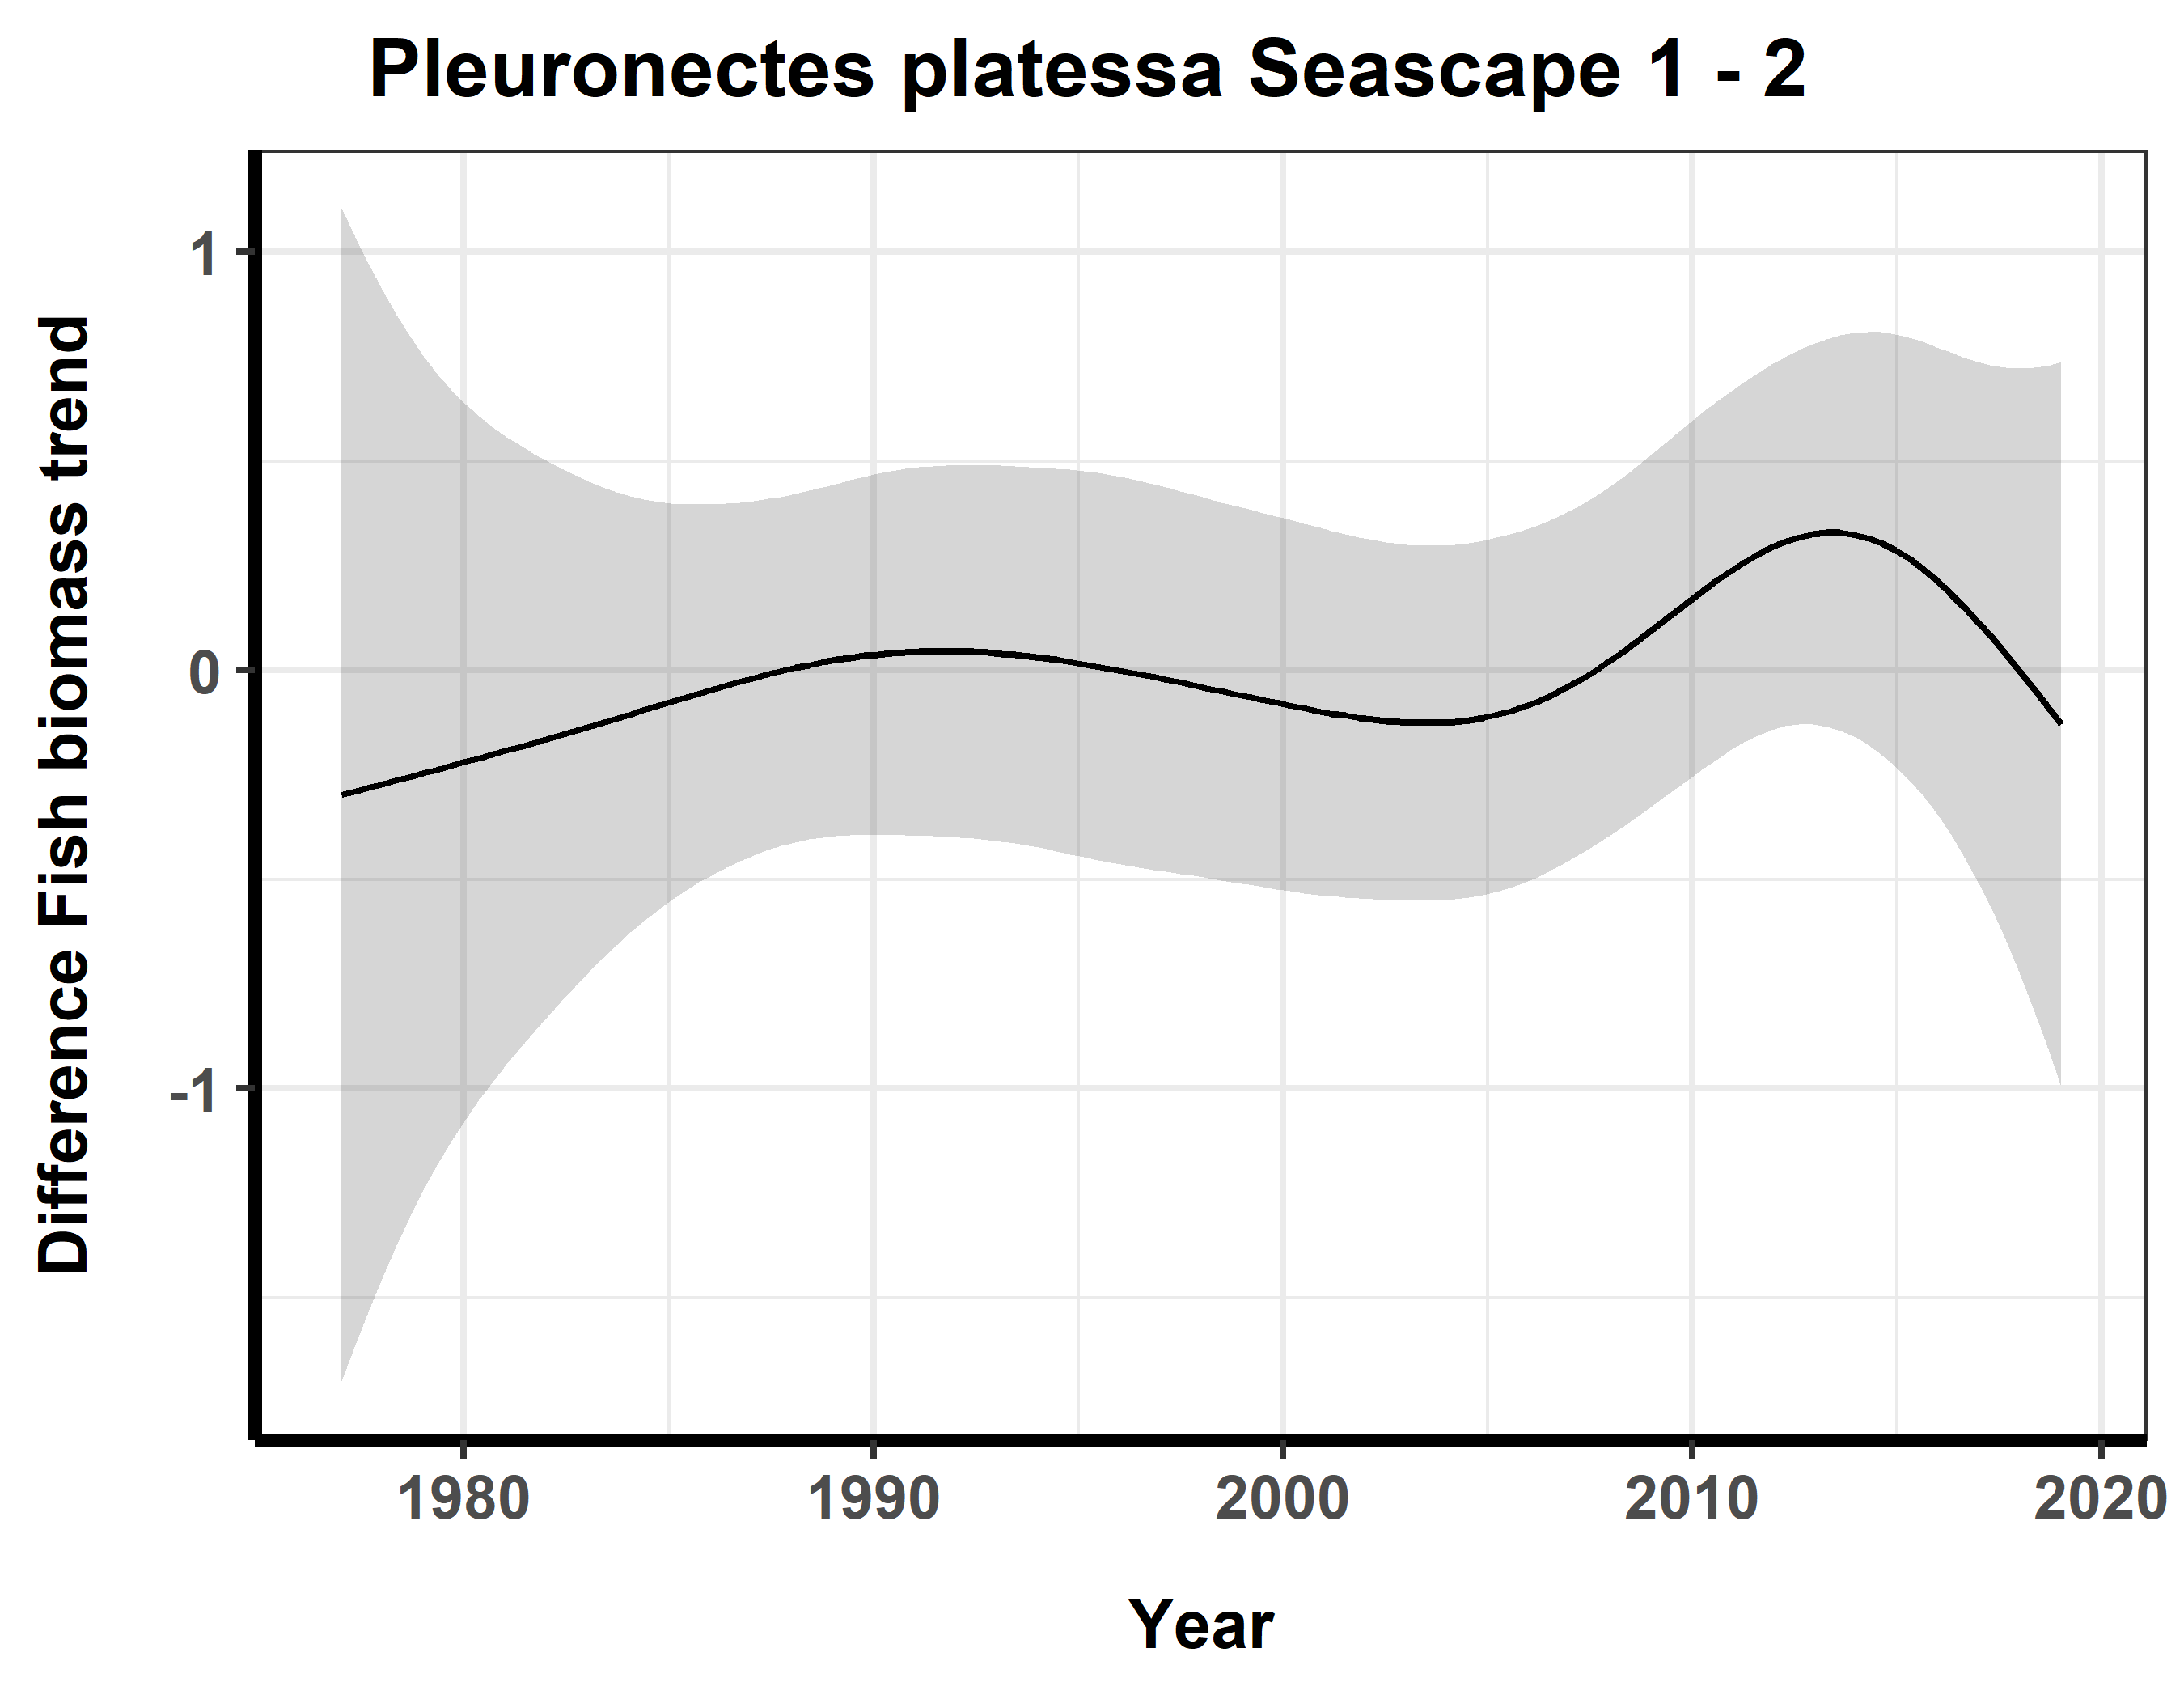 Pleuronectes platessa Seascape 1 - 2
Difference Fish biomass trend
1
0
-1
1980 1990 2000 2010 2020
Year